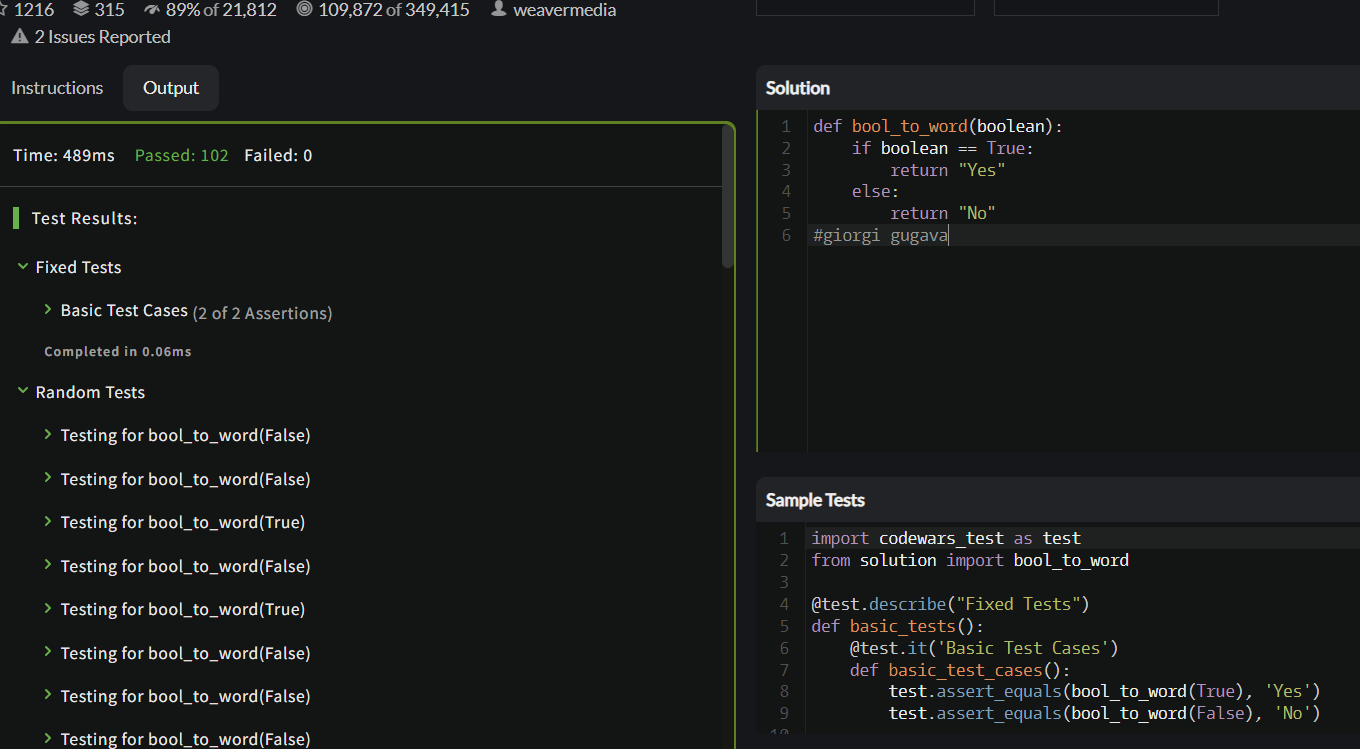 1216 315 89% of 21,812 109,872 of 349,415 weavermedia
2 Issues Reported
Instructions Output
Time: 489ms Passed: 102 Failed: 0
Test Results:
Fixed Tests
Basic Test Cases (2 of 2 Assertions)
Completed in 0.06ms
Random Tests
Testing for bool_to_word(False)
Testing for bool_to_word(False)
Testing for bool_to_word(True)
Testing for bool_to_word(False)
Testing for bool_to_word(True)
Testing for bool_to_word(False)
Testing for bool_to_word(False)
Testing for bool_to_word(False)
Solution
1 def bool_to_word(boolean):
2     if boolean == True:
3         return "Yes"
4     else:
5         return "No"
6 #giorgi gugava
Sample Tests
1 import codewars_test as test
2 from solution import bool_to_word
3
4 @test.describe("Fixed Tests")
5 def basic_tests():
6     @test.it('Basic Test Cases')
7     def basic_test_cases():
8         test.assert_equals(bool_to_word(True), 'Yes')
9         test.assert_equals(bool_to_word(False), 'No')
10